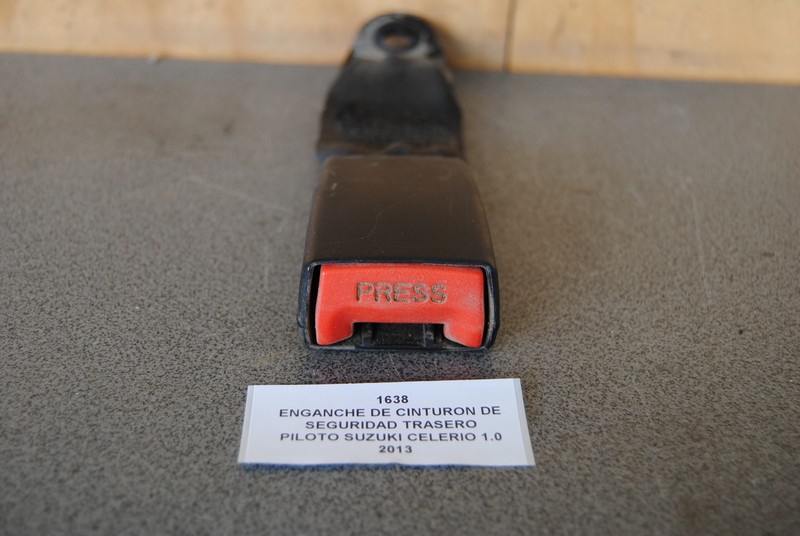 PRESS
1638
ENGANCHE DE CINTURON DE
SEGURIDAD TRASERO
PILOTO SUZUKI CELERIO 1.0
2013